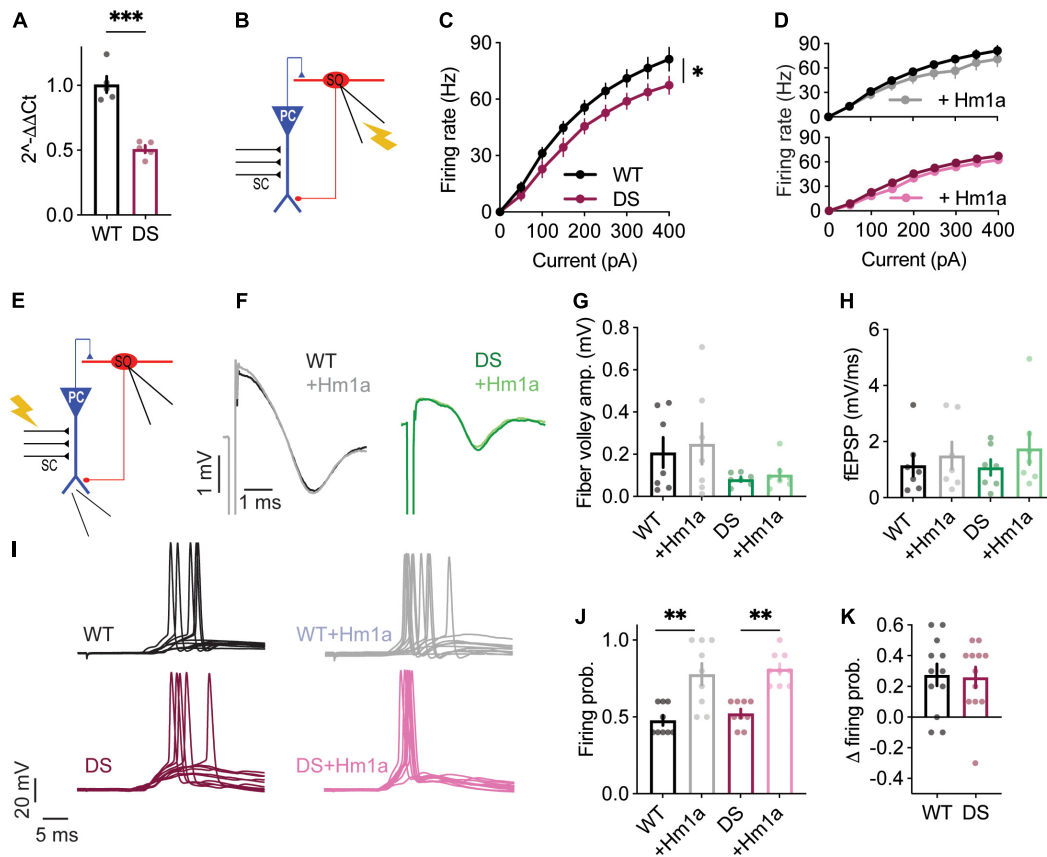 A
***
2^-ΔΔCt
1.0
0.5
0.0
WT DS
B
SO
PC
SC
C
Firing rate (Hz)
90
60
30
0
*
WT
DS
0 100 200 300 400
Current (pA)
D
Firing rate (Hz)
90
60
30
0
+ Hm1a
90
60
30
0
+ Hm1a
0 100 200 300 400
Current (pA)
E
SO
PC
SC
F
WT
+Hm1a
DS
+Hm1a
1 mV
1 ms
G
Fiber volley amp. (mV)
0.8
0.6
0.4
0.2
0.0
WT +Hm1a DS +Hm1a
H
fEPSP (mV/ms)
6
4
2
0
WT +Hm1a DS +Hm1a
I
WT
WT+Hm1a
DS
DS+Hm1a
20 mV
5 ms
J
** **
Firing prob.
1.0
0.5
0.0
WT +Hm1a DS +Hm1a
K
Δ firing prob.
0.6
0.4
0.2
0.0
-0.2
-0.4
WT DS